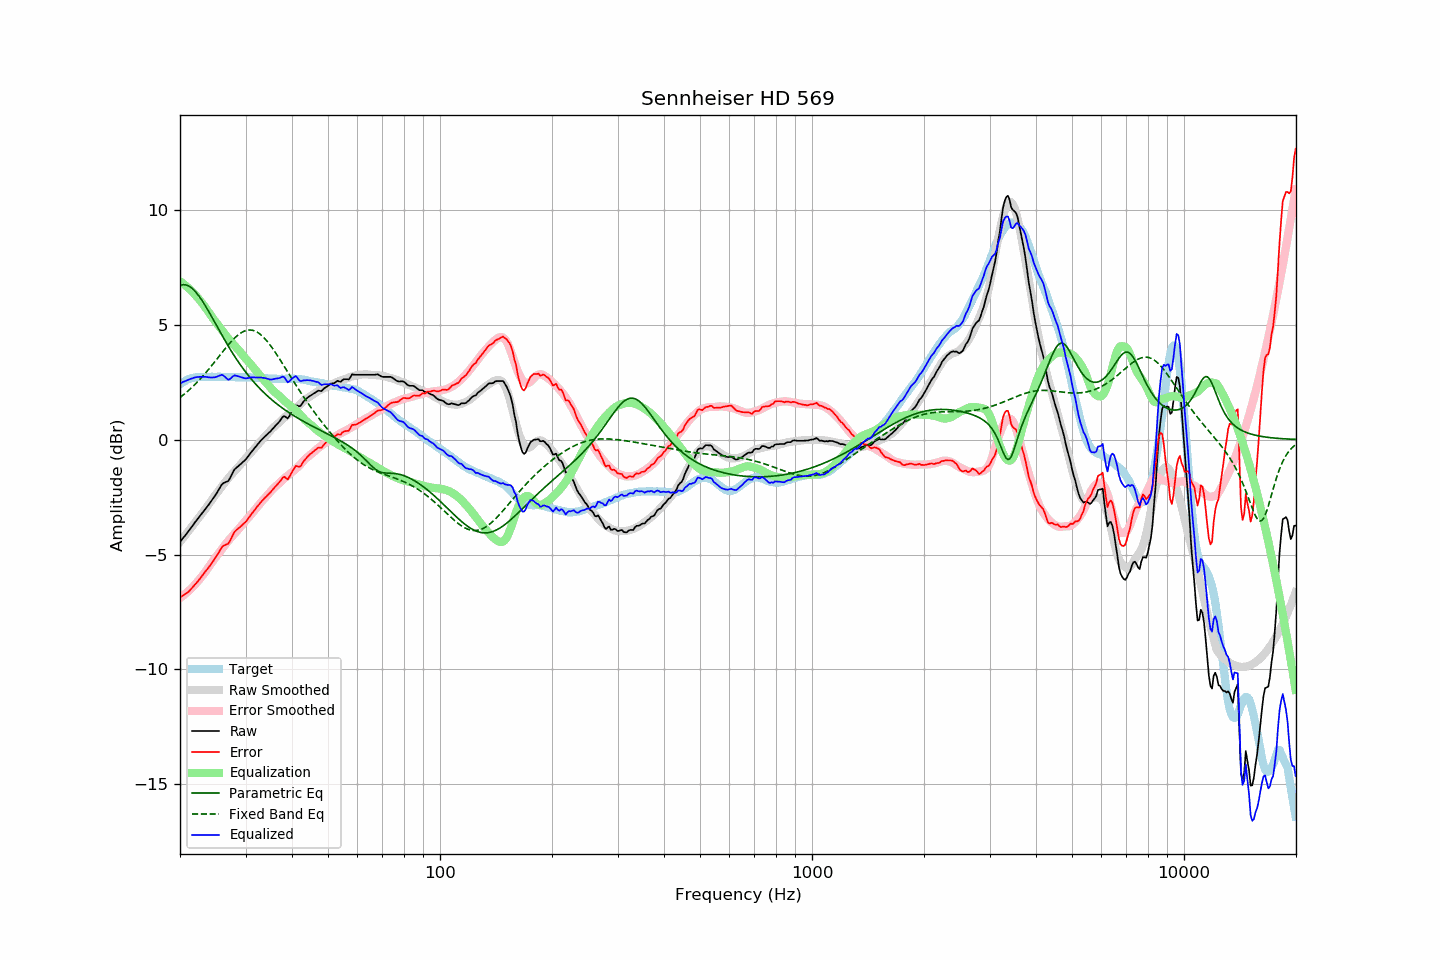 Sennheiser HD 569
Amplitude (dBr)
10
5
0
−5
−10
−15
Target
Raw Smoothed
Error Smoothed
Raw
Error
Equalization
Parametric Eq
Fixed Band Eq
Equalized
100
1000
10000
Frequency (Hz)